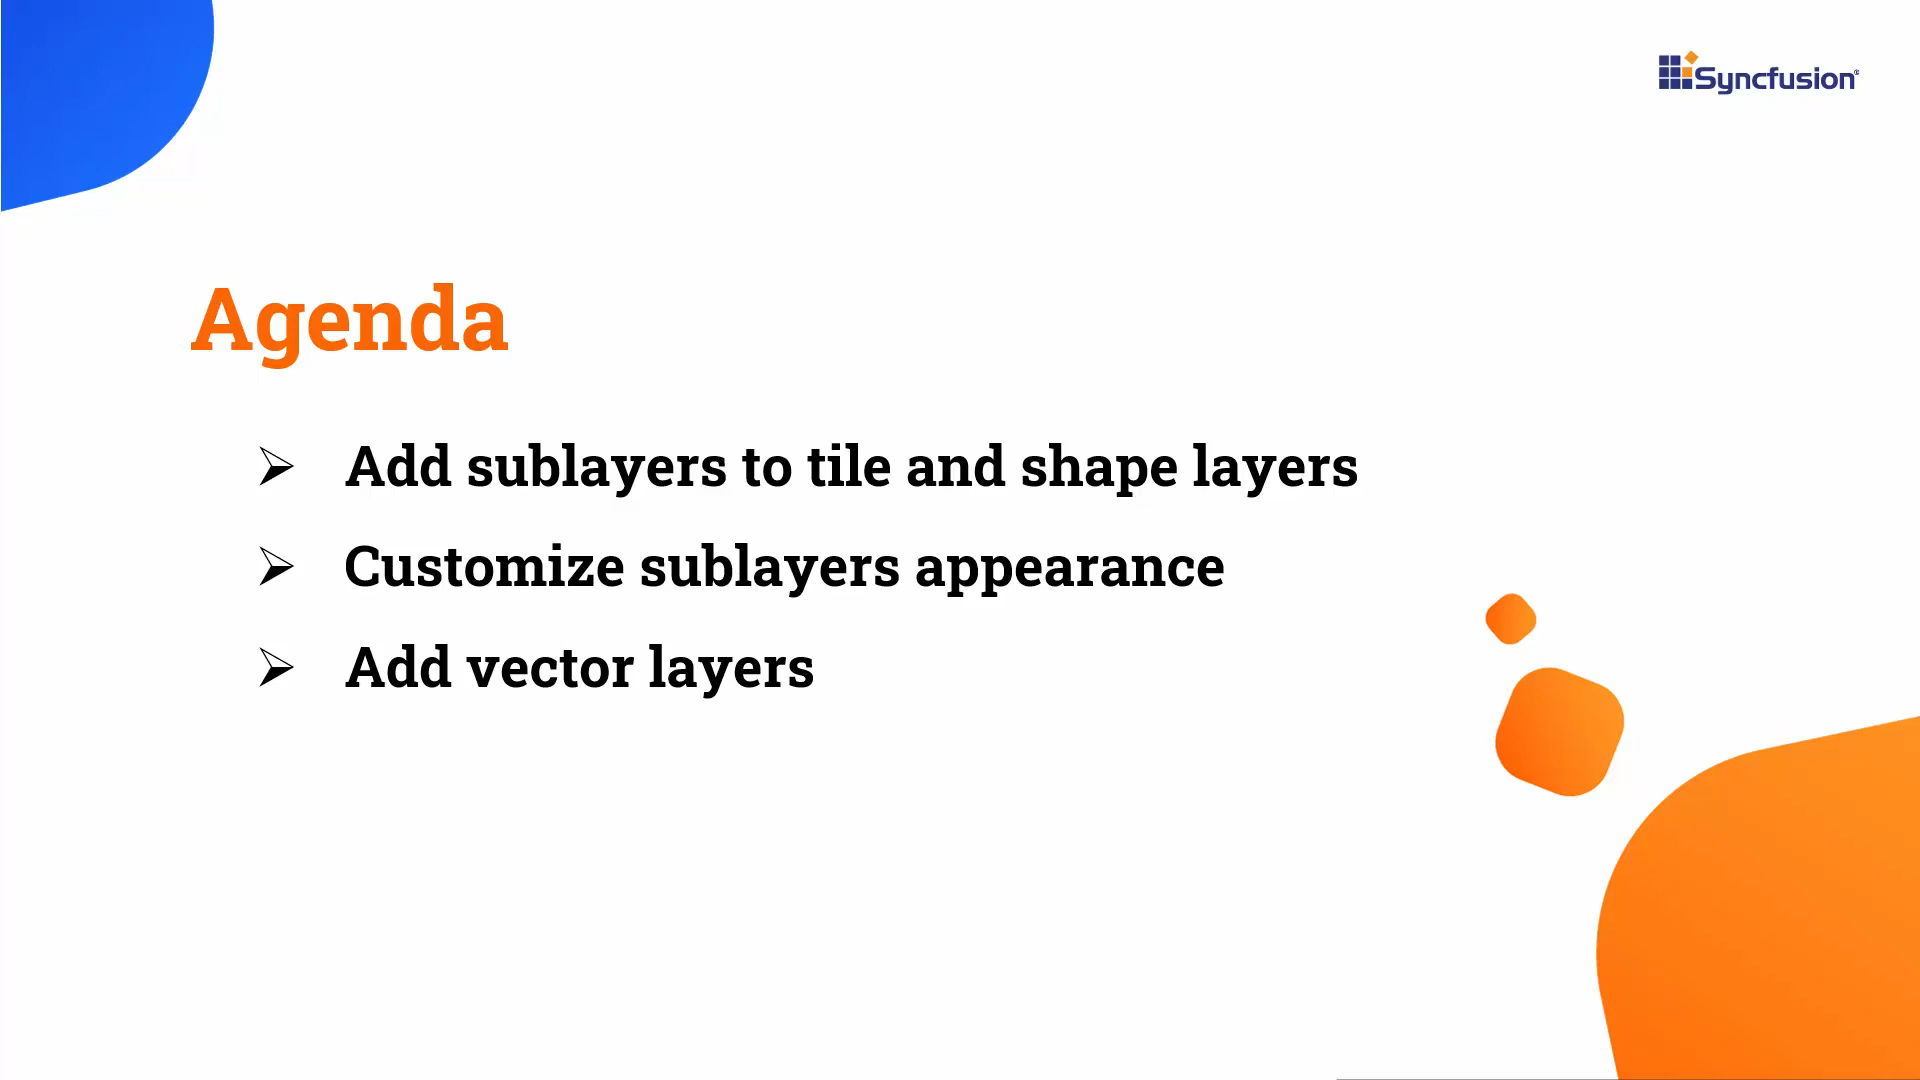 Syncfusion
Agenda
Add sublayers to tile and shape layers
Customize sublayers appearance
Add vector layers